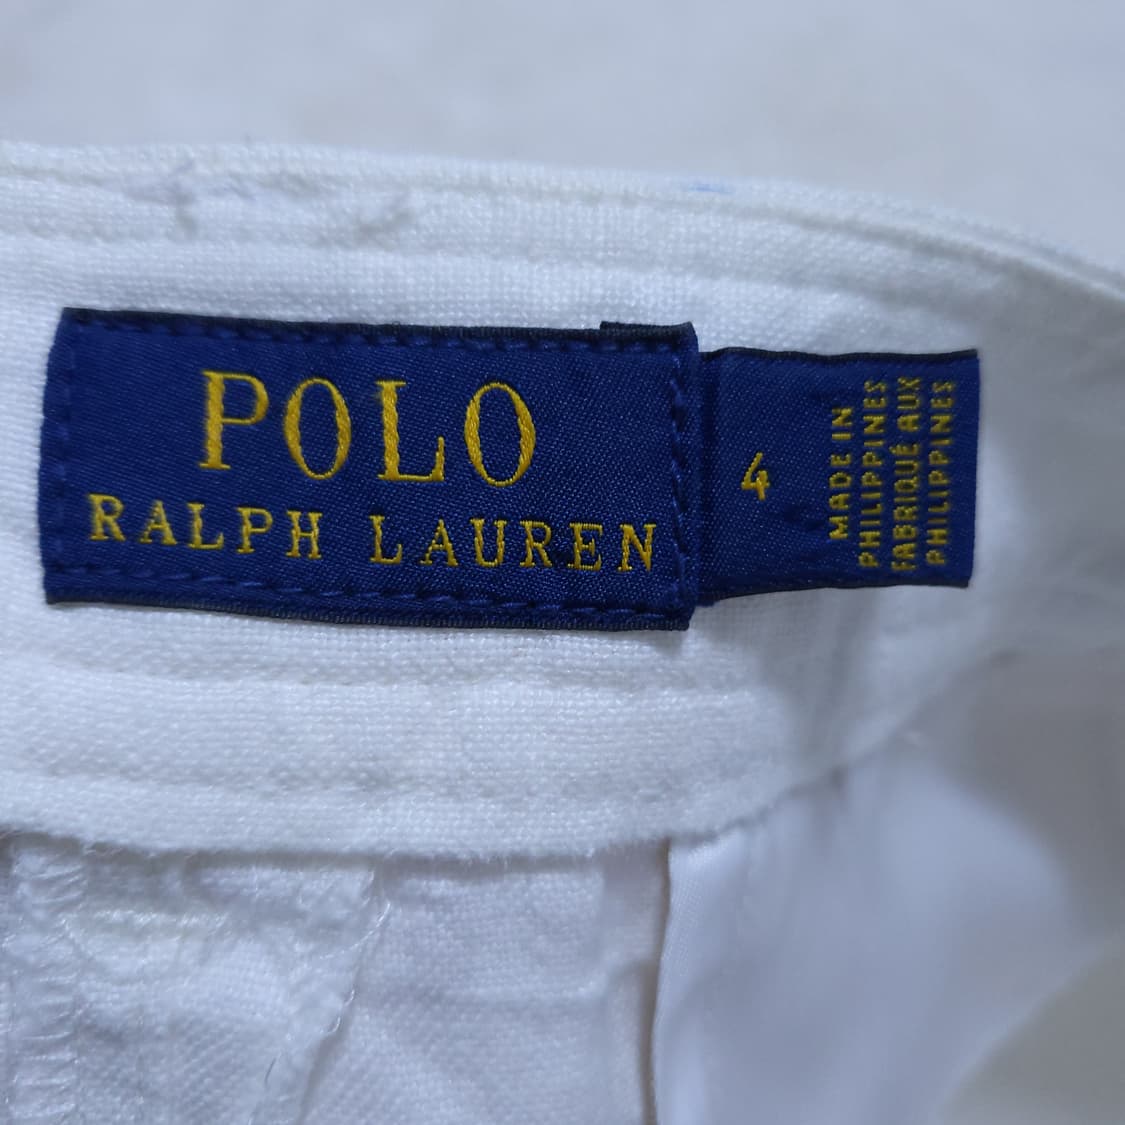 POLO
RALPH LAUREN
4
MADE IN
PHILIPPINES
FABRIQUÉ AUX
PHILIPPINES